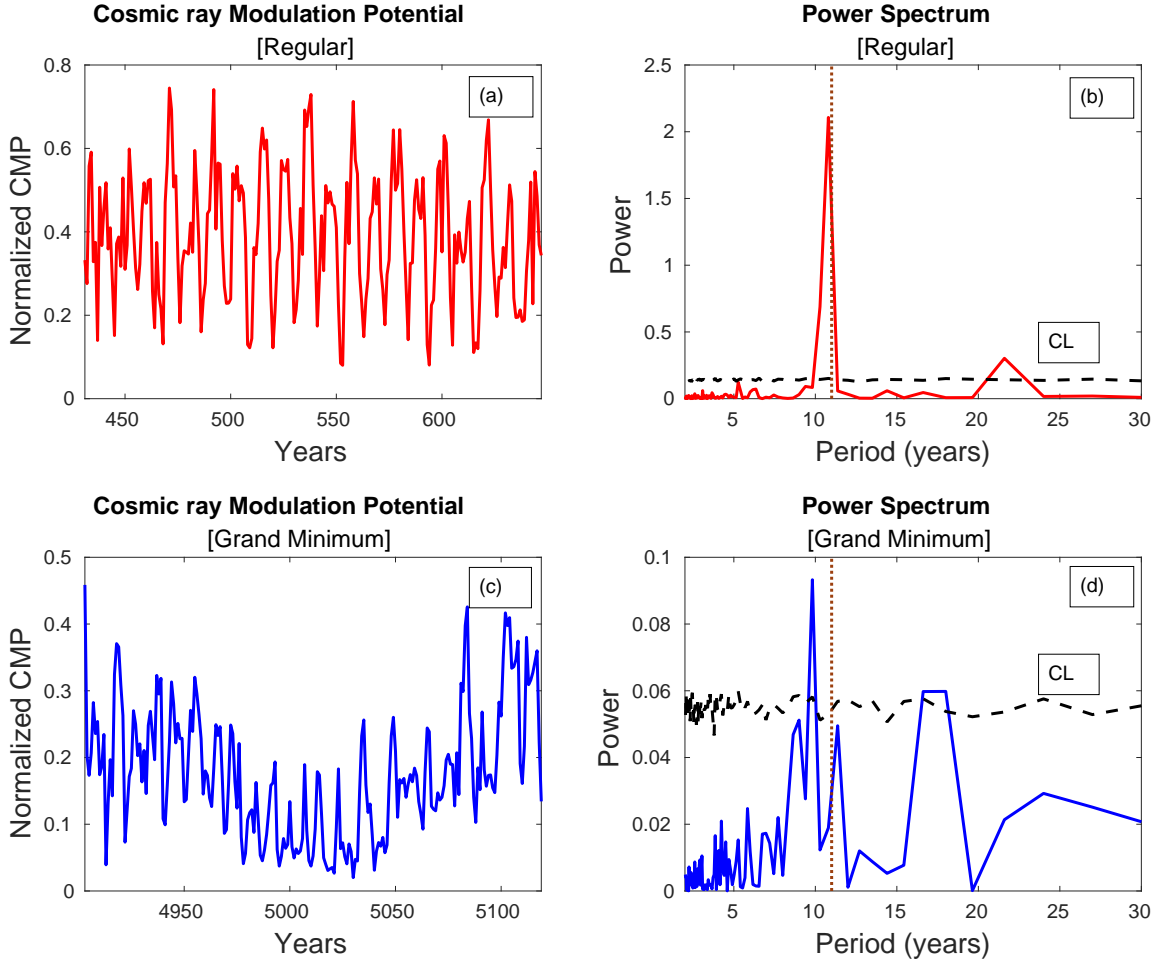 Cosmic ray Modulation Potential
[Regular]
Normalized CMP
0.8
0.6
0.4
0.2
0
450
500
550
600
Years
(a)
Power Spectrum
[Regular]
Power
2.5
2
1.5
1
0.5
0
5
10
15
20
25
30
Period (years)
(b)
CL
Cosmic ray Modulation Potential
[Grand Minimum]
Normalized CMP
0.5
0.4
0.3
0.2
0.1
0
4950
5000
5050
5100
Years
(c)
Power Spectrum
[Grand Minimum]
Power
0.1
0.08
0.06
0.04
0.02
0
5
10
15
20
25
30
Period (years)
(d)
CL